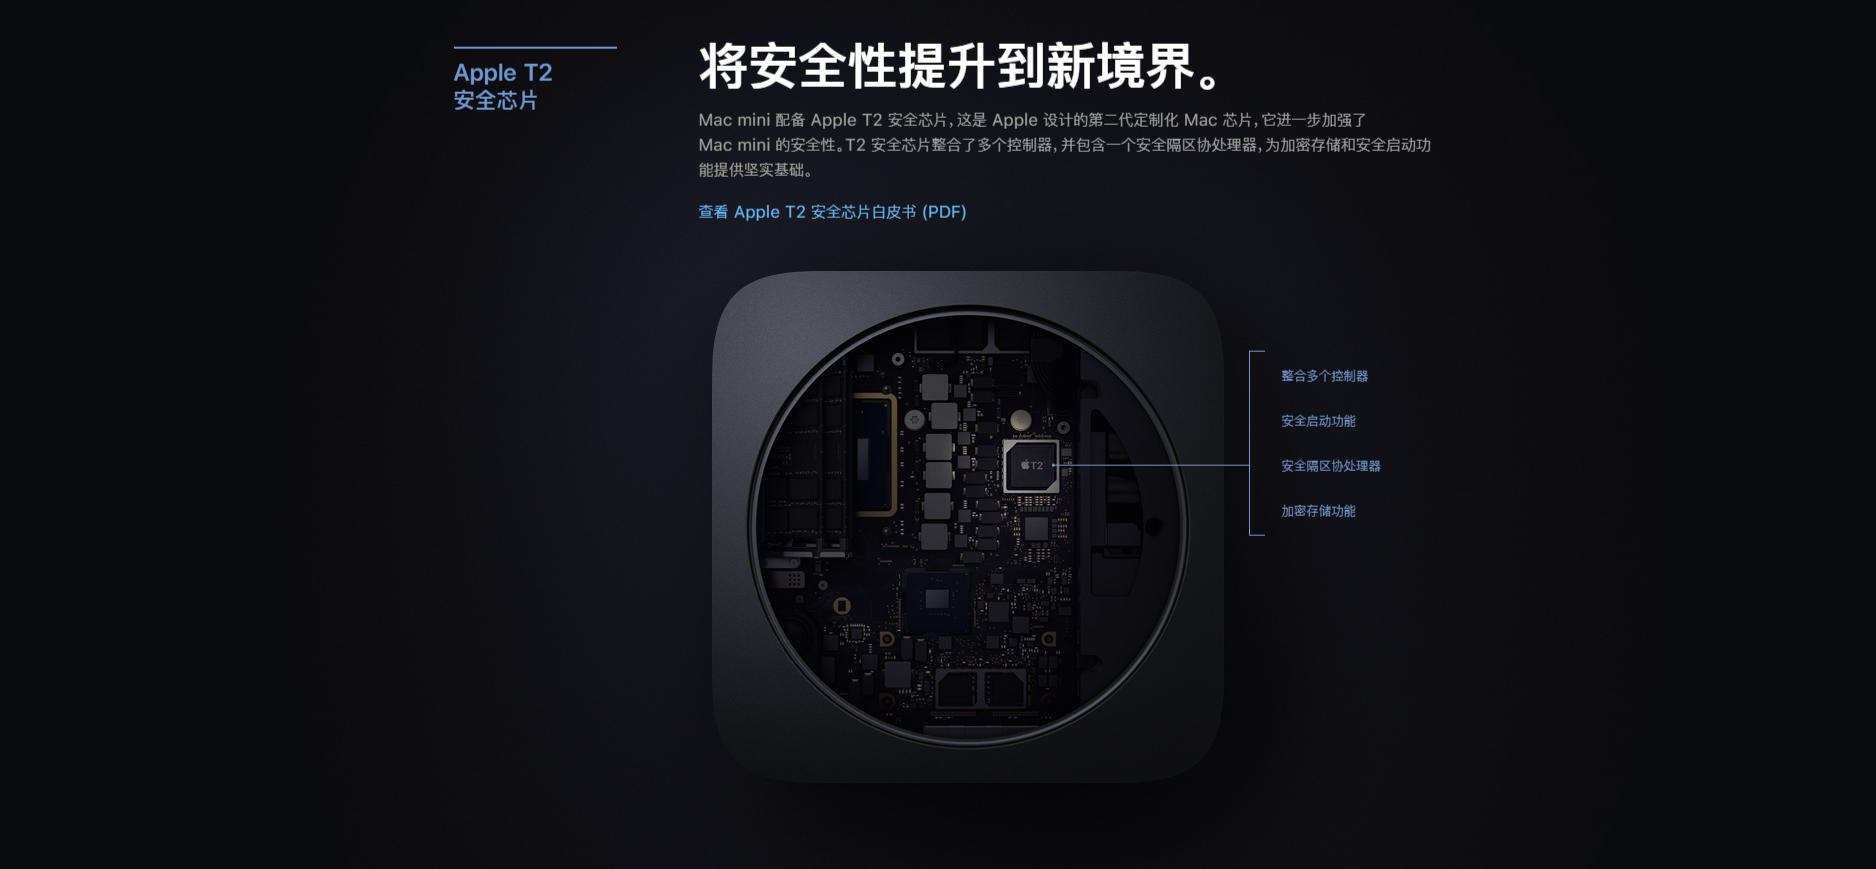 Apple T2
安全芯片
将安全性提升到新境界。
Mac mini 配备 Apple T2 安全芯片，这是 Apple 设计的第二代定制化 Mac 芯片，它进一步加强了
Mac mini 的安全性。T2 安全芯片整合了多个控制器，并包含一个安全隔区协处理器，为加密存储和安全启动功
能提供坚实基础。
查看 Apple T2 安全芯片白皮书 (PDF)
整合多个控制器
安全启动功能
T2
安全隔区协处理器
加密存储功能